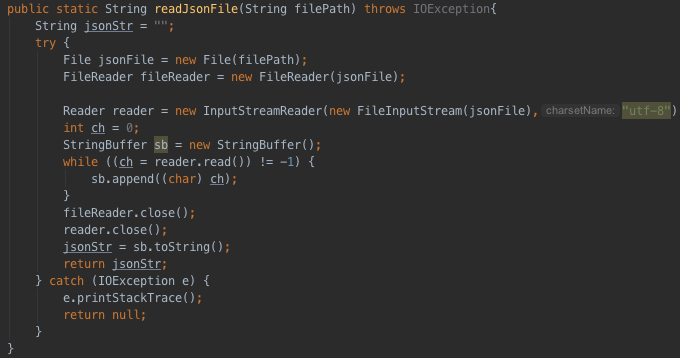 public static String readJsonFile(String filePath) throws IOException{
    String jsonStr = "";
    try {
        File jsonFile = new File(filePath);
        FileReader fileReader = new FileReader(jsonFile);

        Reader reader = new InputStreamReader(new FileInputStream(jsonFile), charsetName: "utf-8")
        int ch = 0;
        StringBuffer sb = new StringBuffer();
        while ((ch = reader.read()) != -1) {
            sb.append((char) ch);
        }
        fileReader.close();
        reader.close();
        jsonStr = sb.toString();
        return jsonStr;
    } catch (IOException e) {
        e.printStackTrace();
        return null;
    }
}